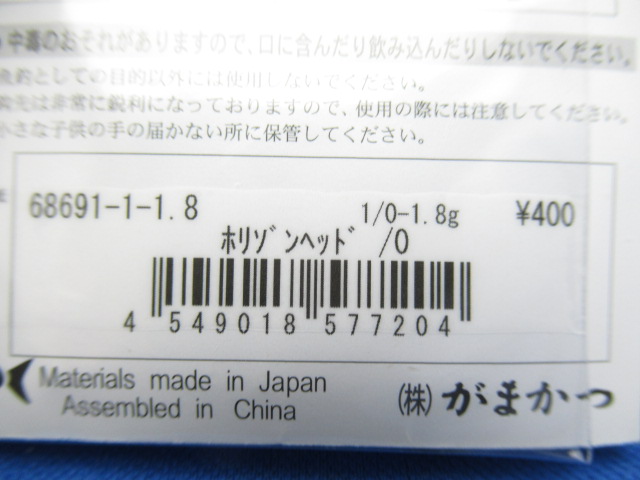 中毒のおそれがありますので、口に含んだり飲み込んだりしないでください。
としての目的以外には使用しないでください。
先は非常に鋭利になっておりますので、使用の際には注意してください。
小さな子供の手の届かない所に保管してください。
68691-1-1.8 1/0-1.8g ¥400
ﾎﾘｿﾞﾝﾍｯﾄﾞ /0
4 549018 577204
Materials made in Japan
Assembled in China
(株)がまかつ